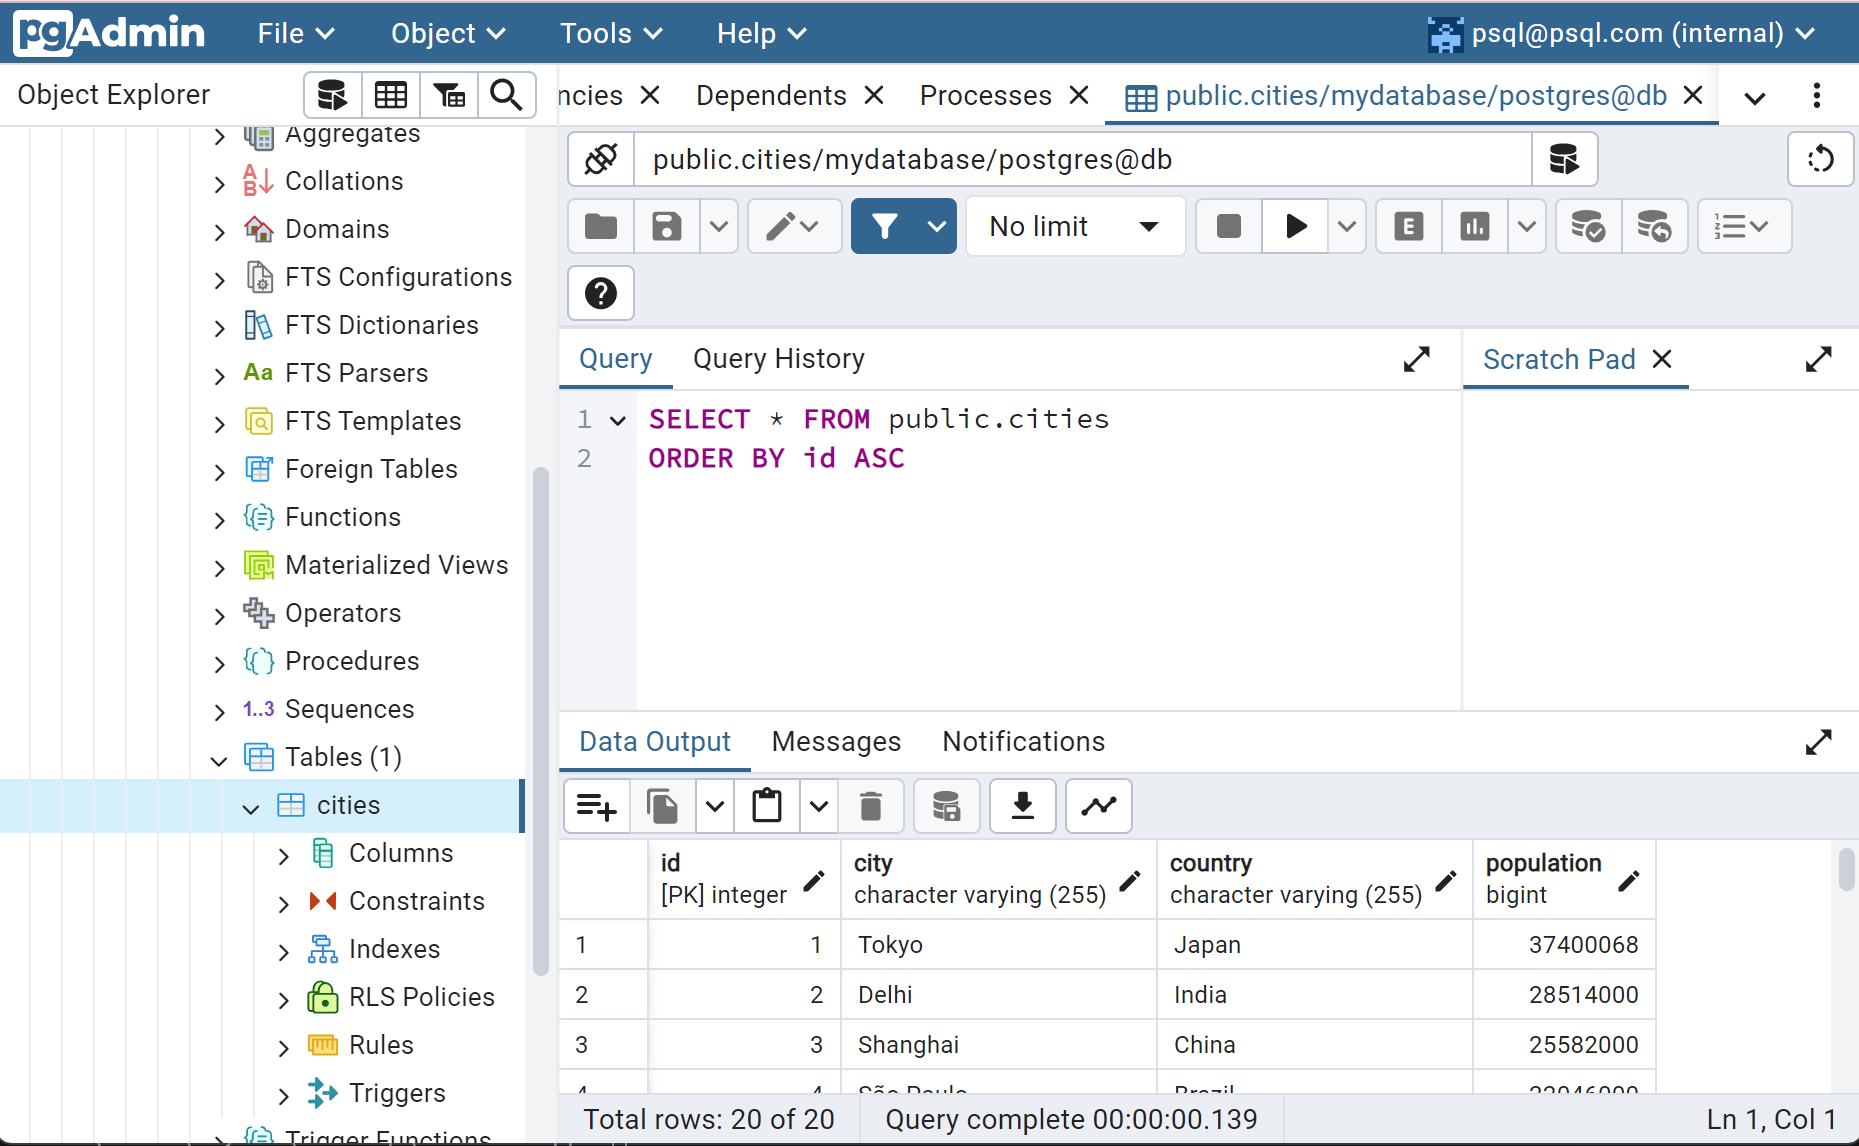 pgAdmin File Object Tools Help psql@psql.com (internal)
Object Explorer
ncies Dependents Processes public.cities/mydatabase/postgres@db
Aggregates
Collations
Domains
FTS Configurations
FTS Dictionaries
Aa FTS Parsers
FTS Templates
Foreign Tables
Functions
Materialized Views
Operators
Procedures
1..3 Sequences
Tables (1)
cities
Columns
Constraints
Indexes
RLS Policies
Rules
Triggers
Trigger Functions
public.cities/mydatabase/postgres@db
No limit
E
Query Query History
Scratch Pad
1 SELECT * FROM public.cities
2 ORDER BY id ASC
Data Output Messages Notifications
id city country population
[PK] integer character varying (255) character varying (255) bigint
1 1 Tokyo Japan 37400068
2 2 Delhi India 28514000
3 3 Shanghai China 25582000
4 4 São Paulo Brazil
Total rows: 20 of 20 Query complete 00:00:00.139 Ln 1, Col 1